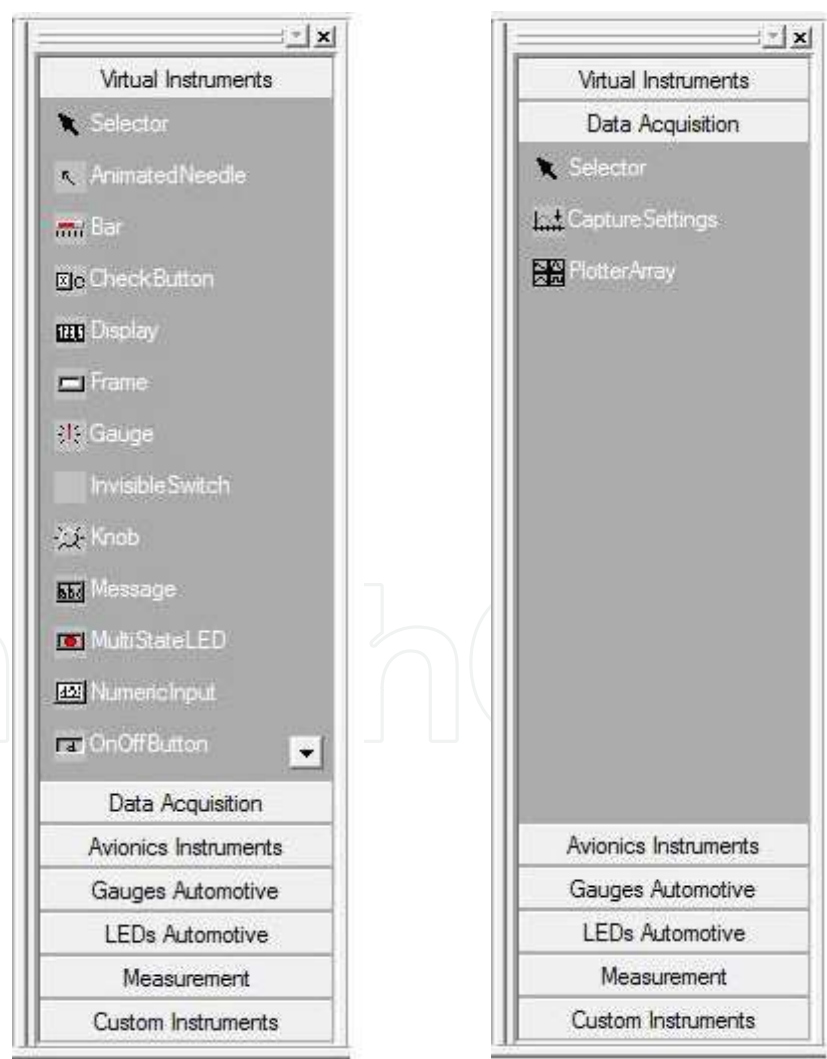 Virtual Instruments
Selector
AnimatedNeedle
Bar
CheckButton
Display
Frame
Gauge
InvisibleSwitch
Knob
Message
MultiStateLED
NumericInput
OnOffButton
Data Acquisition
Avionics Instruments
Gauges Automotive
LEDs Automotive
Measurement
Custom Instruments
Virtual Instruments
Data Acquisition
Selector
CaptureSettings
PlotterArray
Avionics Instruments
Gauges Automotive
LEDs Automotive
Measurement
Custom Instruments